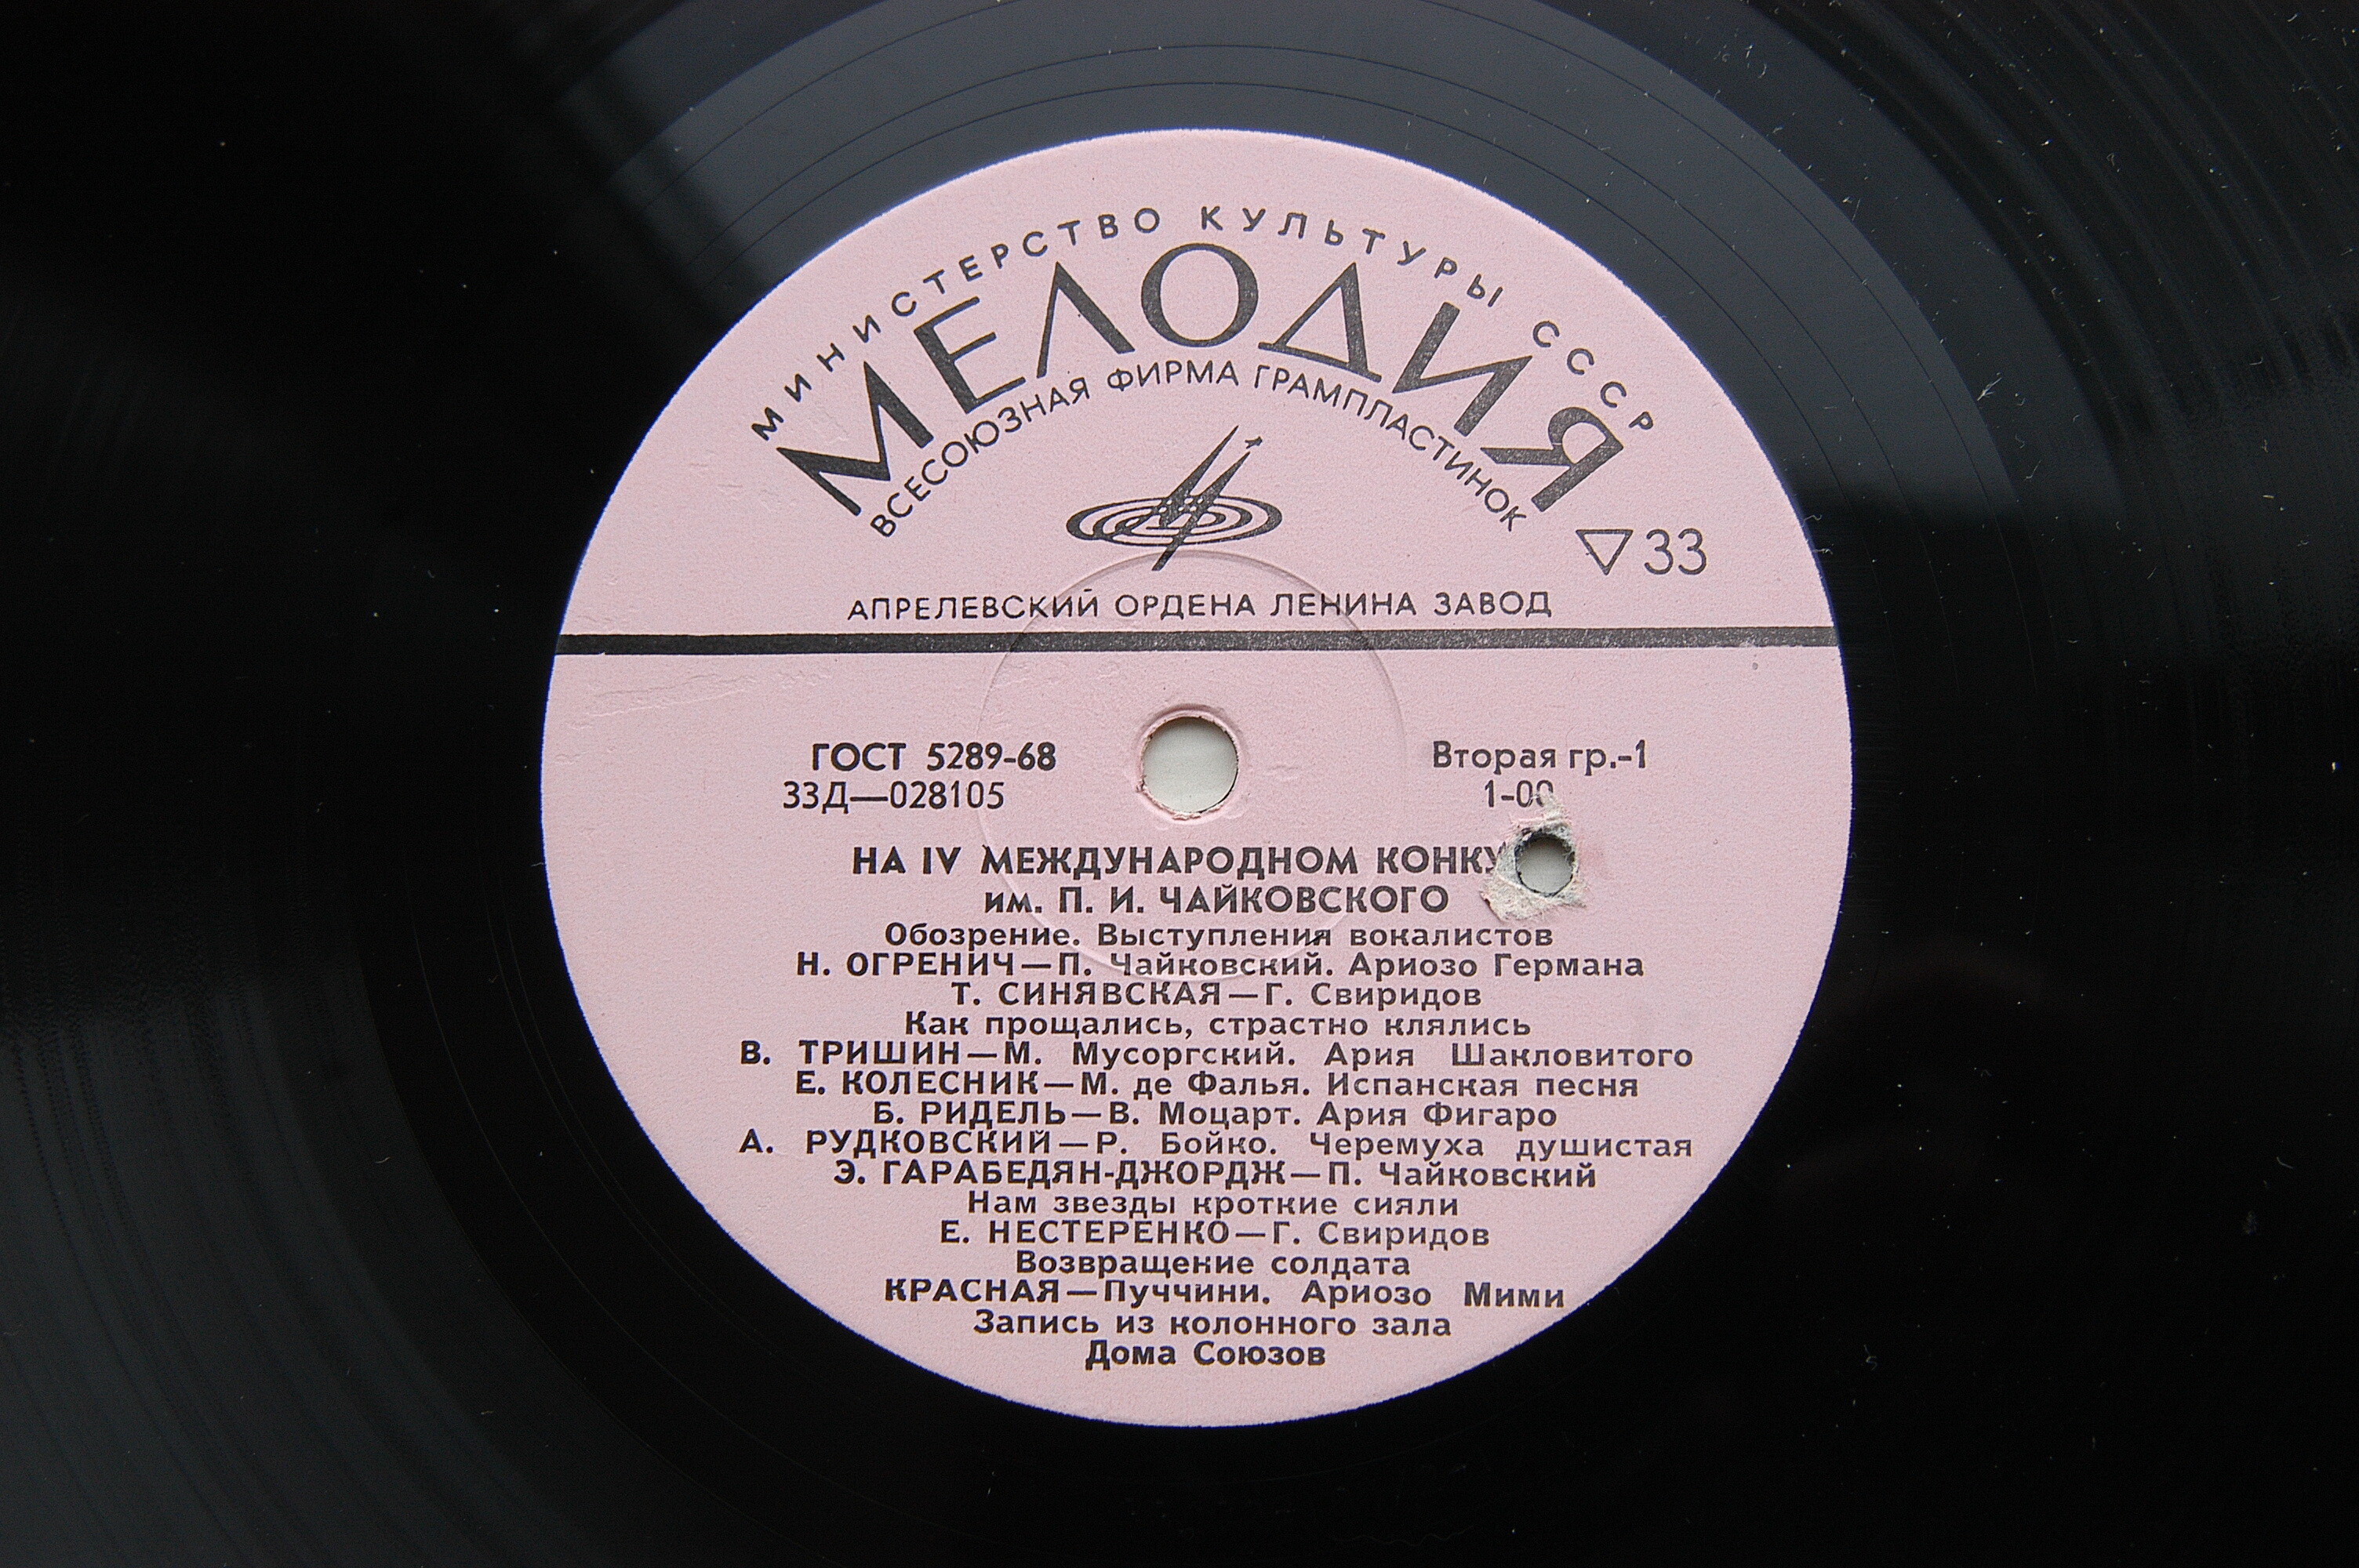 МИНИСТЕРСТВО КУЛЬТУРЫ СССР
МЕЛОДИЯ
ВСЕСОЮЗНАЯ ФИРМА ГРАМПЛАСТИНОК
33
АПРЕЛЕВСКИЙ ОРДЕНА ЛЕНИНА ЗАВОД
ГОСТ 5289-68 Вторая гр.-1
33Д—028105 1-00
НА IV МЕЖДУНАРОДНОМ
им. П. И. ЧАЙКОВСКОГО
Обозрение. Выступления вокалистов
Н. ОГРЕНИЧ—П. Чайковский. Ариозо Германа
Т. СИНЯВСКАЯ—Г. Свиридов
Как прощались, страстно клялись
В. ТРИШИН—М. Мусоргский. Ария Шакловитого
Е. КОЛЕСНИК—М. де Фалья. Испанская песня
Б. РИДЕЛЬ—В. Моцарт. Ария Фигаро
А. РУДКОВСКИЙ—Р. Бойко. Черемуха душистая
Э. ГАРАБЕДЯН-ДЖОРДЖ—П. Чайковский
Нам звезды кроткие сияли
Е. НЕСТЕРЕНКО—Г. Свиридов
Возвращение солдата
КРАСНАЯ—Пуччини. Ариозо Мими
Запись из колонного зала
Дома Союзов